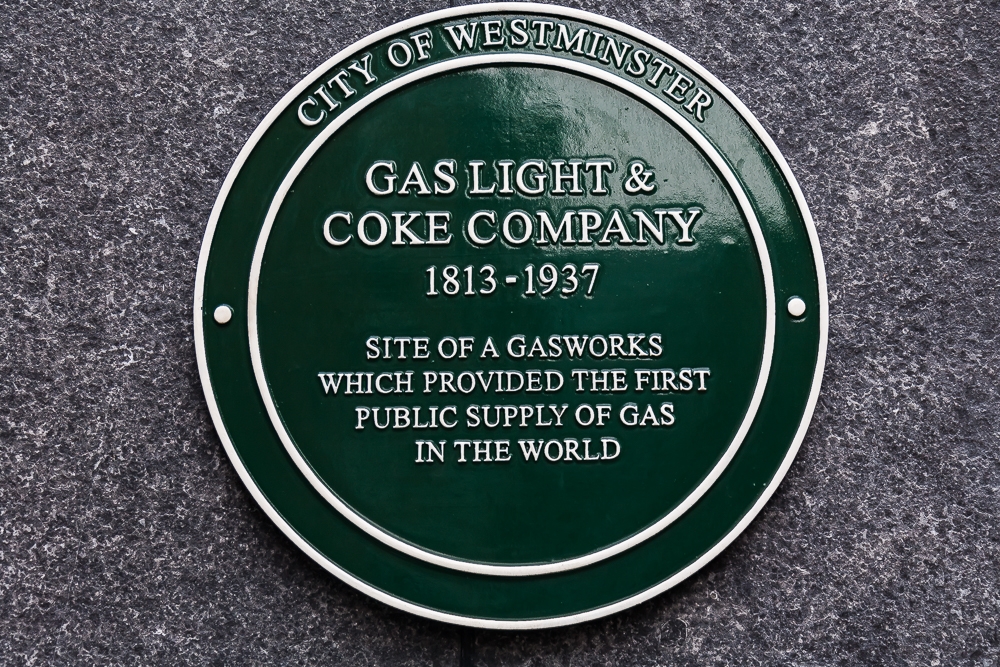 CITY OF WESTMINSTER
GAS LIGHT &
COKE COMPANY
1813-1937
SITE OF A GASWORKS
WHICH PROVIDED THE FIRST
PUBLIC SUPPLY OF GAS
IN THE WORLD